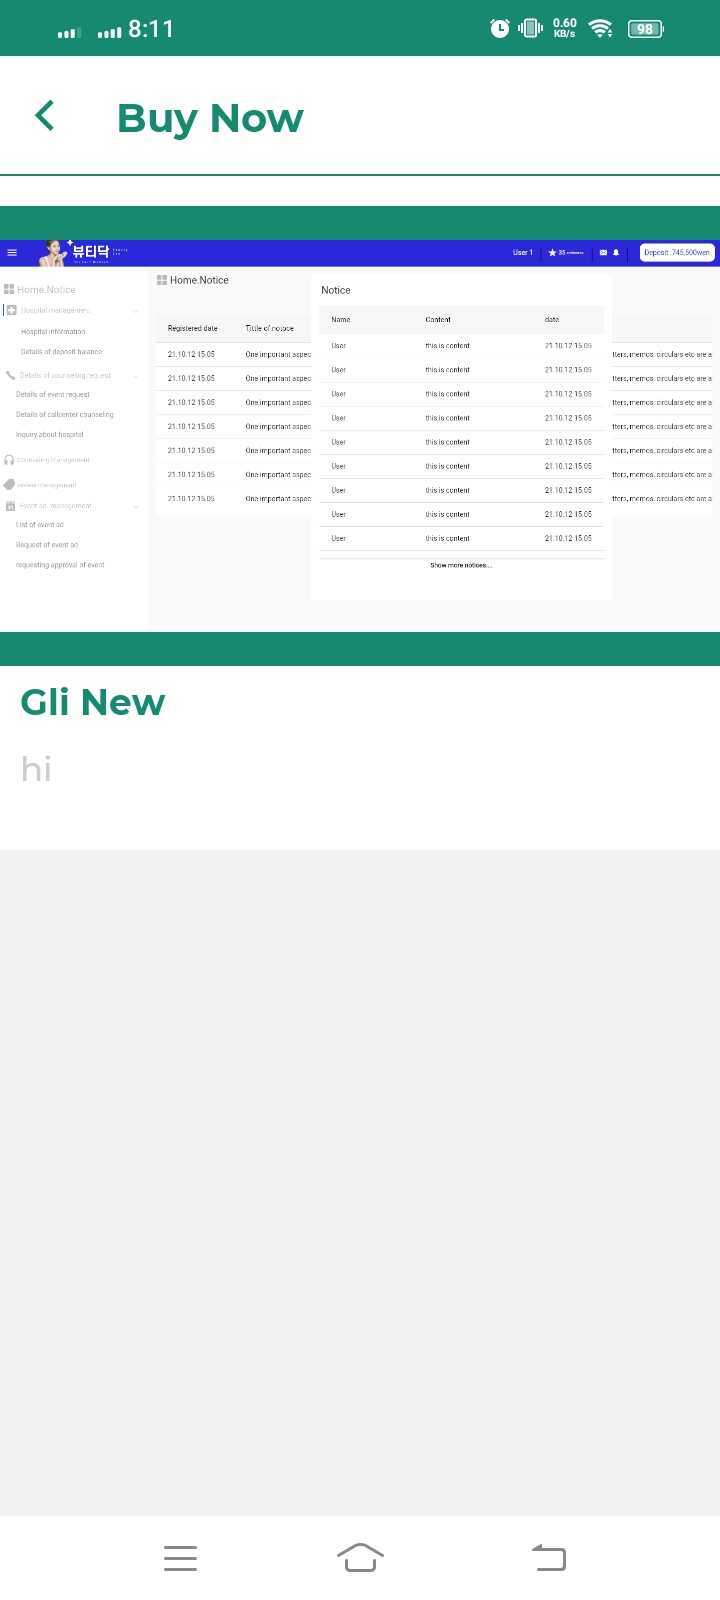 8:11 0.60 KB/s 98
Buy Now
뷰티닥
User 1 35 Deposit :745,500won
Home.Notice
Hospital management
Hospital information
Details of deposit balance
Details of counseling request
Details of event request
Details of callcenter counseling
Inquiry about hospital
Counseling management
review management
Event ad. management
List of event ad
Request of event ad
requesting approval of event
Home.Notice
Registered date Tittle of notoce
21.10.12 15:05 One important aspec tters, memos, circulars etc are a
21.10.12 15:05 One important aspec tters, memos, circulars etc are a
21.10.12 15:05 One important aspec tters, memos, circulars etc are a
21.10.12 15:05 One important aspec tters, memos, circulars etc are a
21.10.12 15:05 One important aspec tters, memos, circulars etc are a
21.10.12 15:05 One important aspec tters, memos, circulars etc are a
21.10.12 15:05 One important aspec tters, memos, circulars etc are a
Notice
Name Content date
User this is content 21.10.12 15:05
User this is content 21.10.12 15:05
User this is content 21.10.12 15:05
User this is content 21.10.12 15:05
User this is content 21.10.12 15:05
User this is content 21.10.12 15:05
User this is content 21.10.12 15:05
User this is content 21.10.12 15:05
User this is content 21.10.12 15:05
Show more notices....
Gli New
hi